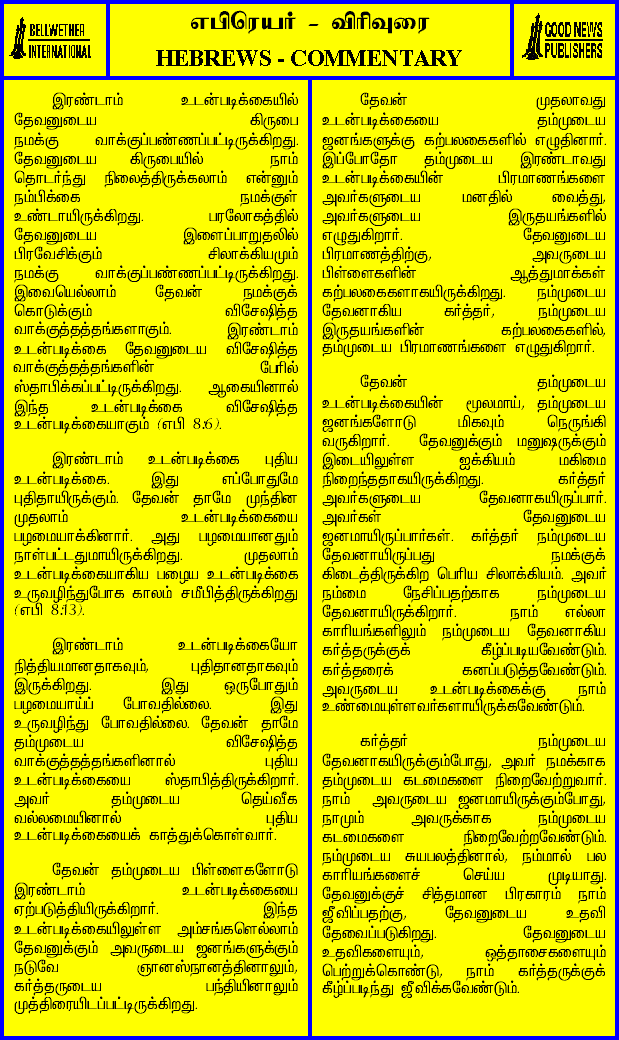 BELLWETHER
INTERNATIONAL
எபிரெயர் - விரிவுரை
HEBREWS - COMMENTARY
GOOD NEWS
PUBLISHERS
இரண்டாம் உடன்படிக்கையில்
தேவனுடைய கிருபை
நமக்கு வாக்குப்பண்ணப்பட்டிருக்கிறது.
தேவனுடைய கிருபையில் நாம்
தொடர்ந்து நிலைத்திருக்கலாம் என்னும்
நம்பிக்கை நமக்குள்
உண்டாயிருக்கிறது. பரலோகத்தில்
தேவனுடைய இளைப்பாறுதலில்
பிரவேசிக்கும் சிலாக்கியமும்
நமக்கு வாக்குப்பண்ணப்பட்டிருக்கிறது.
இவையெல்லாம் தேவன் நமக்குக்
கொடுக்கும் விசேஷித்த
வாக்குத்தத்தங்களாகும். இரண்டாம்
உடன்படிக்கை தேவனுடைய விசேஷித்த
வாக்குத்தத்தங்களின் பேரில்
ஸ்தாபிக்கப்பட்டிருக்கிறது. ஆகையினால்
இந்த உடன்படிக்கை விசேஷித்த
உடன்படிக்கையாகும் (எபி 8:6).
இரண்டாம் உடன்படிக்கை புதிய
உடன்படிக்கை. இது எப்போதுமே
புதிதாயிருக்கும். தேவன் தாமே முந்தின
முதலாம் உடன்படிக்கையை
பழமையாக்கினார். அது பழமையானதும்
நாள்பட்டதுமாயிருக்கிறது. முதலாம்
உடன்படிக்கையாகிய பழைய உடன்படிக்கை
உருவழிந்துபோக காலம் சமீபித்திருக்கிறது
(எபி 8:13).
இரண்டாம் உடன்படிக்கையோ
நித்தியமானதாகவும், புதிதானதாகவும்
இருக்கிறது. இது ஒருபோதும்
பழமையாய்ப் போவதில்லை. இது
உருவழிந்து போவதில்லை. தேவன் தாமே
தம்முடைய விசேஷித்த
வாக்குத்தத்தங்களினால் புதிய
உடன்படிக்கையை ஸ்தாபித்திருக்கிறார்.
அவர் தம்முடைய தெய்வீக
வல்லமையினால் புதிய
உடன்படிக்கையைக் காத்துக்கொள்வார்.
தேவன் தம்முடைய பிள்ளைகளோடு
இரண்டாம் உடன்படிக்கையை
ஏற்படுத்தியிருக்கிறார். இந்த
உடன்படிக்கையிலுள்ள அம்சங்களெல்லாம்
தேவனுக்கும் அவருடைய ஜனங்களுக்கும்
நடுவே ஞானஸ்நானத்தினாலும்,
கர்த்தருடைய பந்தியினாலும்
முத்திரையிடப்பட்டிருக்கிறது.
தேவன் முதலாவது
உடன்படிக்கையை தம்முடைய
ஜனங்களுக்கு கற்பலகைகளில் எழுதினார்.
இப்போதோ தம்முடைய இரண்டாவது
உடன்படிக்கையின் பிரமாணங்களை
அவர்களுடைய மனதில் வைத்து,
அவர்களுடைய இருதயங்களில்
எழுதுகிறார். தேவனுடைய
பிரமாணத்திற்கு, அவருடைய
பிள்ளைகளின் ஆத்துமாக்கள்
கற்பலகைகளாகயிருக்கிறது. நம்முடைய
தேவனாகிய கர்த்தர், நம்முடைய
இருதயங்களின் கற்பலகைகளில்,
தம்முடைய பிரமாணங்களை எழுதுகிறார்.
தேவன் தம்முடைய
உடன்படிக்கையின் மூலமாய், தம்முடைய
ஜனங்களோடு மிகவும் நெருங்கி
வருகிறார். தேவனுக்கும் மனுஷருக்கும்
இடையிலுள்ள ஐக்கியம் மகிமை
நிறைந்ததாகயிருக்கிறது. கர்த்தர்
அவர்களுடைய தேவனாகயிருப்பார்.
அவர்கள் தேவனுடைய
ஜனமாயிருப்பார்கள். கர்த்தர் நம்முடைய
தேவனாயிருப்பது நமக்குக்
கிடைத்திருக்கிற பெரிய சிலாக்கியம். அவர்
நம்மை நேசிப்பதற்காக நம்முடைய
தேவனாயிருக்கிறார். நாம் எல்லா
காரியங்களிலும் நம்முடைய தேவனாகிய
கர்த்தருக்குக் கீழ்ப்படியவேண்டும்.
கர்த்தரைக் கனப்படுத்தவேண்டும்.
அவருடைய உடன்படிக்கைக்கு நாம்
உண்மையுள்ளவர்களாயிருக்கவேண்டும்.
கர்த்தர் நம்முடைய
தேவனாகயிருக்கும்போது, அவர் நமக்காக
தம்முடைய கடமைகளை நிறைவேற்றுவார்.
நாம் அவருடைய ஜனமாயிருக்கும்போது,
நாமும் அவருக்காக நம்முடைய
கடமைகளை நிறைவேற்றவேண்டும்.
நம்முடைய சுயபலத்தினால், நம்மால் பல
காரியங்களைச் செய்ய முடியாது.
தேவனுக்குச் சித்தமான பிரகாரம் நாம்
ஜீவிப்பதற்கு, தேவனுடைய உதவி
தேவைப்படுகிறது. தேவனுடைய
உதவிகளையும், ஒத்தாசைகளையும்
பெற்றுக்கொண்டு, நாம் கர்த்தருக்குக்
கீழ்ப்படிந்து ஜீவிக்கவேண்டும்.